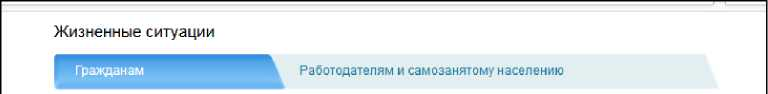 Жизненные ситуации
Гражданам Работодателям и самозанятому населению